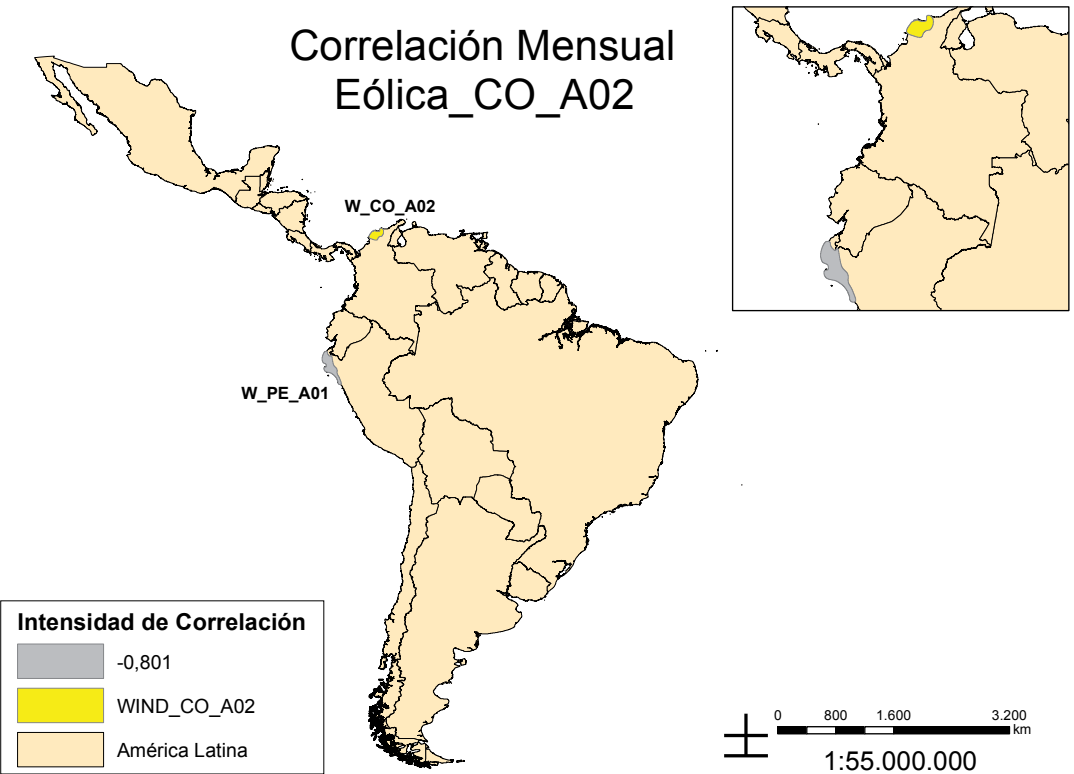 Correlación Mensual
Eólica_CO_A02
W_CO_A02
W_PE_A01
Intensidad de Correlación
-0,801
WIND_CO_A02
América Latina
0 800 1.600 3.200
km
1:55.000.000